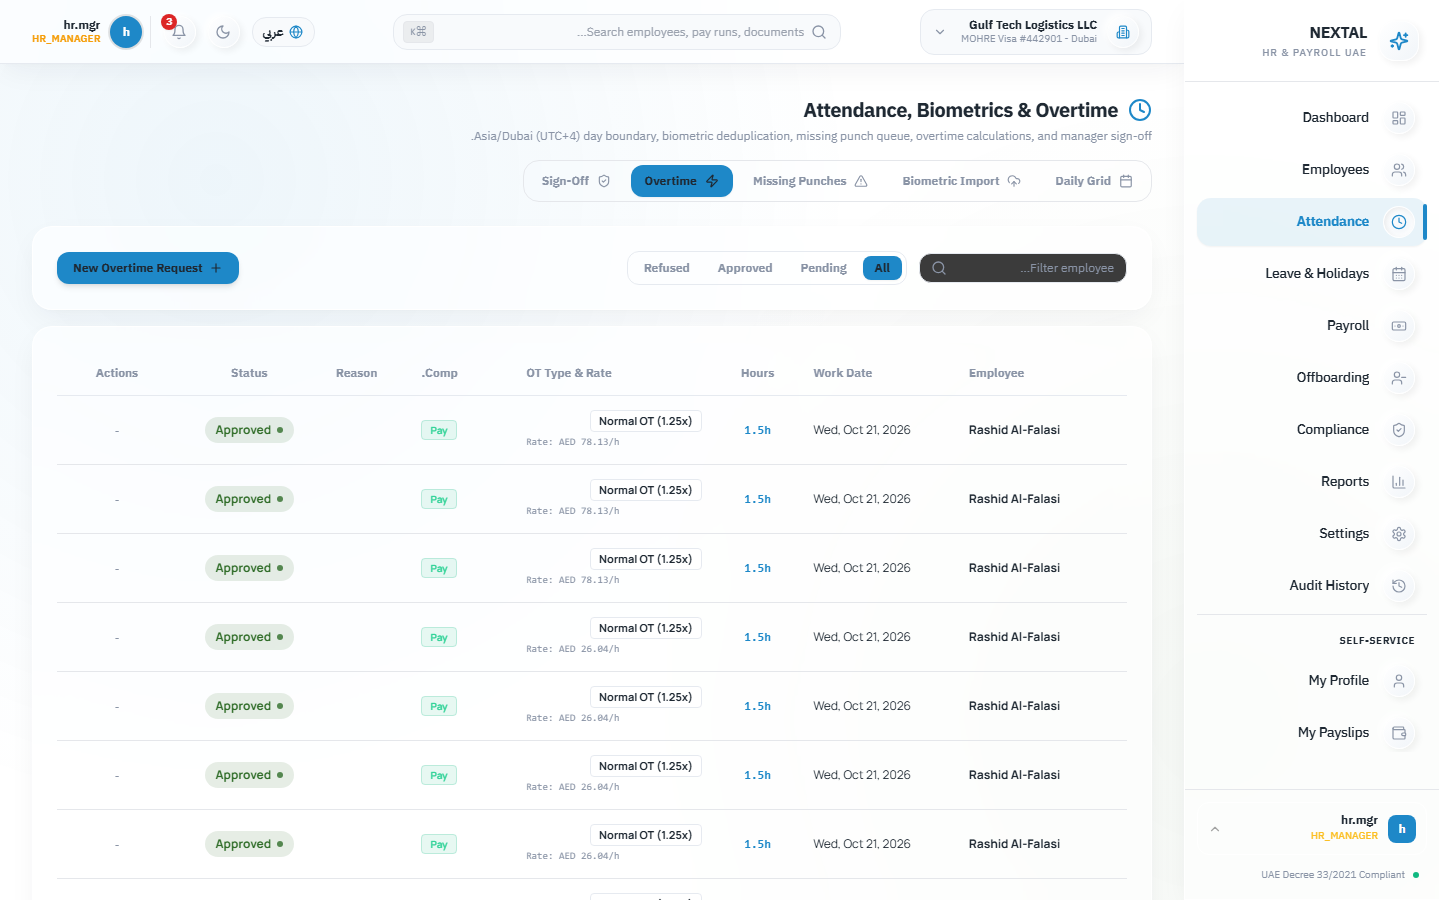 hr.mgr
HR_MANAGER
h
3
عربي
K⌘
...Search employees, pay runs, documents
Gulf Tech Logistics LLC
MOHRE Visa #442901 - Dubai
NEXTAL
HR & PAYROLL UAE
Attendance, Biometrics & Overtime
.Asia/Dubai (UTC+4) day boundary, biometric deduplication, missing punch queue, overtime calculations, and manager sign-off
Sign-Off
Overtime
Missing Punches
Biometric Import
Daily Grid
New Overtime Request
Refused
Approved
Pending
All
...Filter employee
Actions
Status
Reason
.Comp
OT Type & Rate
Hours
Work Date
Employee
-
Approved
Pay
Normal OT (1.25x)
Rate: AED 78.13/h
1.5h
Wed, Oct 21, 2026
Rashid Al-Falasi
-
Approved
Pay
Normal OT (1.25x)
Rate: AED 78.13/h
1.5h
Wed, Oct 21, 2026
Rashid Al-Falasi
-
Approved
Pay
Normal OT (1.25x)
Rate: AED 78.13/h
1.5h
Wed, Oct 21, 2026
Rashid Al-Falasi
-
Approved
Pay
Normal OT (1.25x)
Rate: AED 26.04/h
1.5h
Wed, Oct 21, 2026
Rashid Al-Falasi
-
Approved
Pay
Normal OT (1.25x)
Rate: AED 26.04/h
1.5h
Wed, Oct 21, 2026
Rashid Al-Falasi
-
Approved
Pay
Normal OT (1.25x)
Rate: AED 26.04/h
1.5h
Wed, Oct 21, 2026
Rashid Al-Falasi
-
Approved
Pay
Normal OT (1.25x)
Rate: AED 26.04/h
1.5h
Wed, Oct 21, 2026
Rashid Al-Falasi
Dashboard
Employees
Attendance
Leave & Holidays
Payroll
Offboarding
Compliance
Reports
Settings
Audit History
SELF-SERVICE
My Profile
My Payslips
hr.mgr
HR_MANAGER
h
UAE Decree 33/2021 Compliant